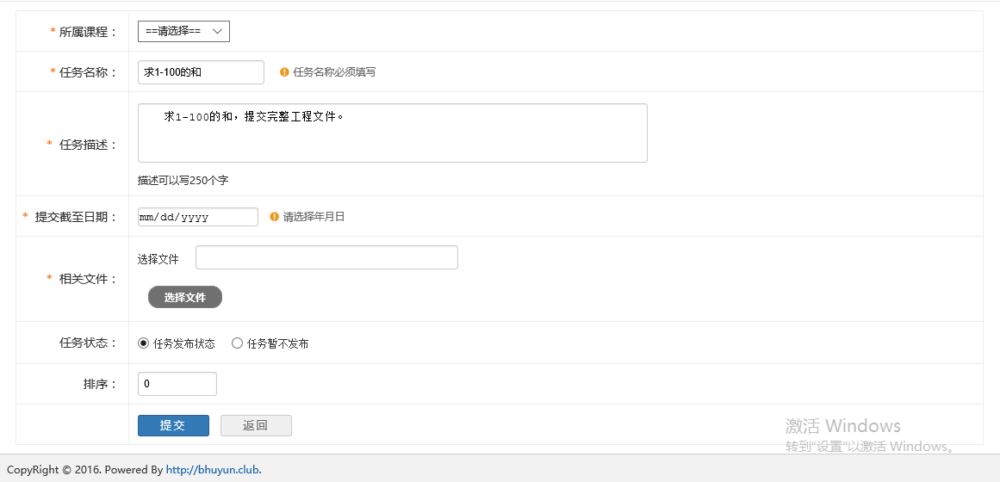 * 所属课程： ==请选择==
* 任务名称： 求1-100的和 任务名称必须填写
求1-100的和，提交完整工程文件。
* 任务描述：
描述可以写250个字
* 提交截至日期： mm/dd/yyyy 请选择年月日
选择文件
* 相关文件：
选择文件
任务状态： 任务发布状态 任务暂不发布
排序： 0
提交 返回
激活 Windows
转到"设置"以激活 Windows。
CopyRight © 2016. Powered By http://bhuyun.club.